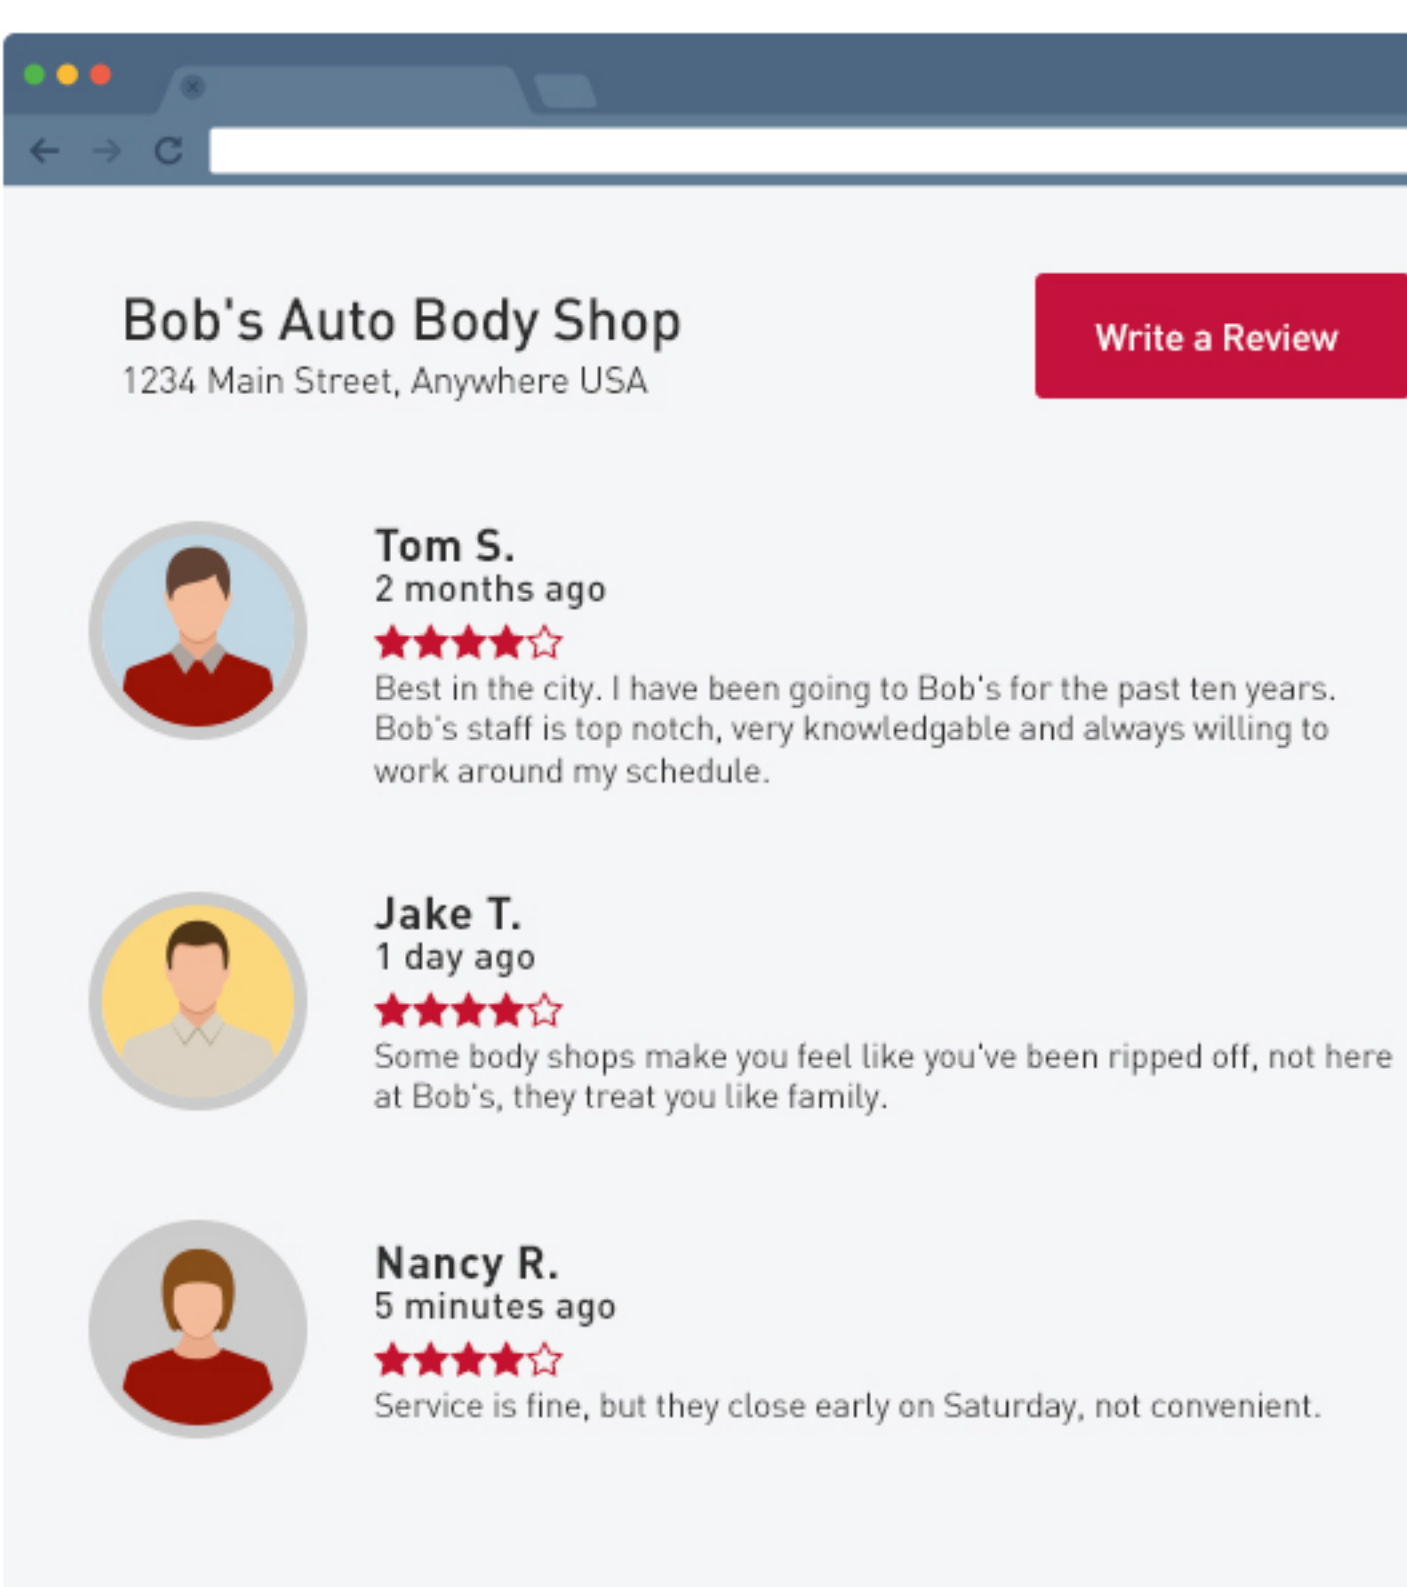 Bob's Auto Body Shop
1234 Main Street, Anywhere USA
Write a Review
Tom S.
2 months ago
Best in the city. I have been going to Bob's for the past ten years.
Bob's staff is top notch, very knowledgable and always willing to
work around my schedule.
Jake T.
1 day ago
Some body shops make you feel like you've been ripped off, not here
at Bob's, they treat you like family.
Nancy R.
5 minutes ago
Service is fine, but they close early on Saturday, not convenient.